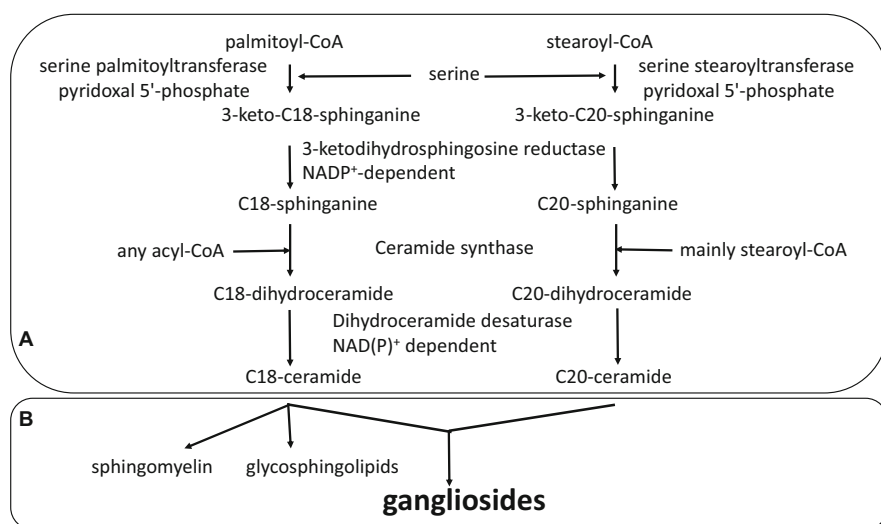 palmitoyl-CoA
stearoyl-CoA
serine palmitoyltransferase
pyridoxal 5'-phosphate
serine
serine stearoyltransferase
pyridoxal 5'-phosphate
3-keto-C18-sphinganine
3-keto-C20-sphinganine
3-ketodihydrosphingosine reductase
NADP⁺-dependent
C18-sphinganine
C20-sphinganine
any acyl-CoA
Ceramide synthase
mainly stearoyl-CoA
C18-dihydroceramide
C20-dihydroceramide
Dihydroceramide desaturase
NAD(P)⁺ dependent
A
C18-ceramide
C20-ceramide
B
sphingomyelin
glycosphingolipids
gangliosides